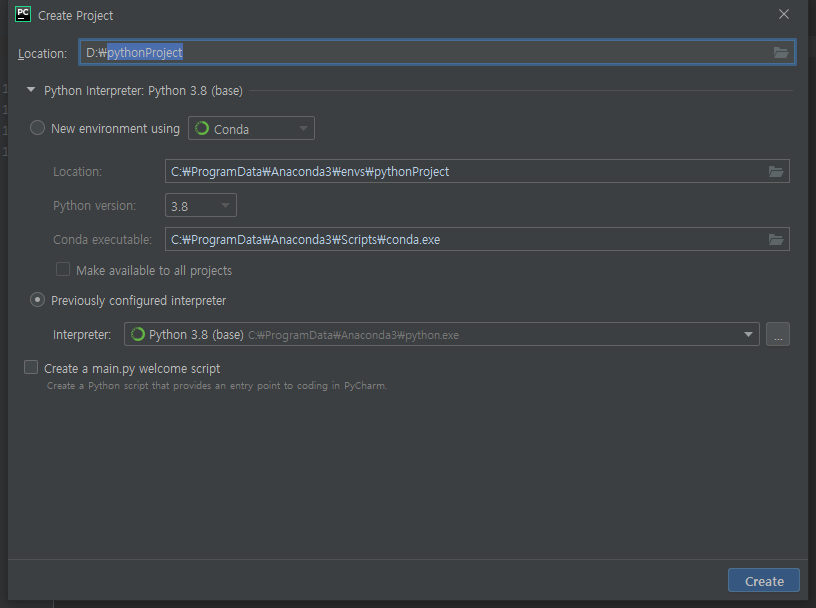 PC
Create Project
Location: D:₩pythonProject
Python Interpreter: Python 3.8 (base)
New environment using Conda
Location: C:₩ProgramData₩Anaconda3₩envs₩pythonProject
Python version: 3.8
Conda executable: C:₩ProgramData₩Anaconda3₩Scripts₩conda.exe
Make available to all projects
Previously configured interpreter
Interpreter: Python 3.8 (base) C:₩ProgramData₩Anaconda3₩python.exe ...
Create a main.py welcome script
Create a Python script that provides an entry point to coding in PyCharm.
Create